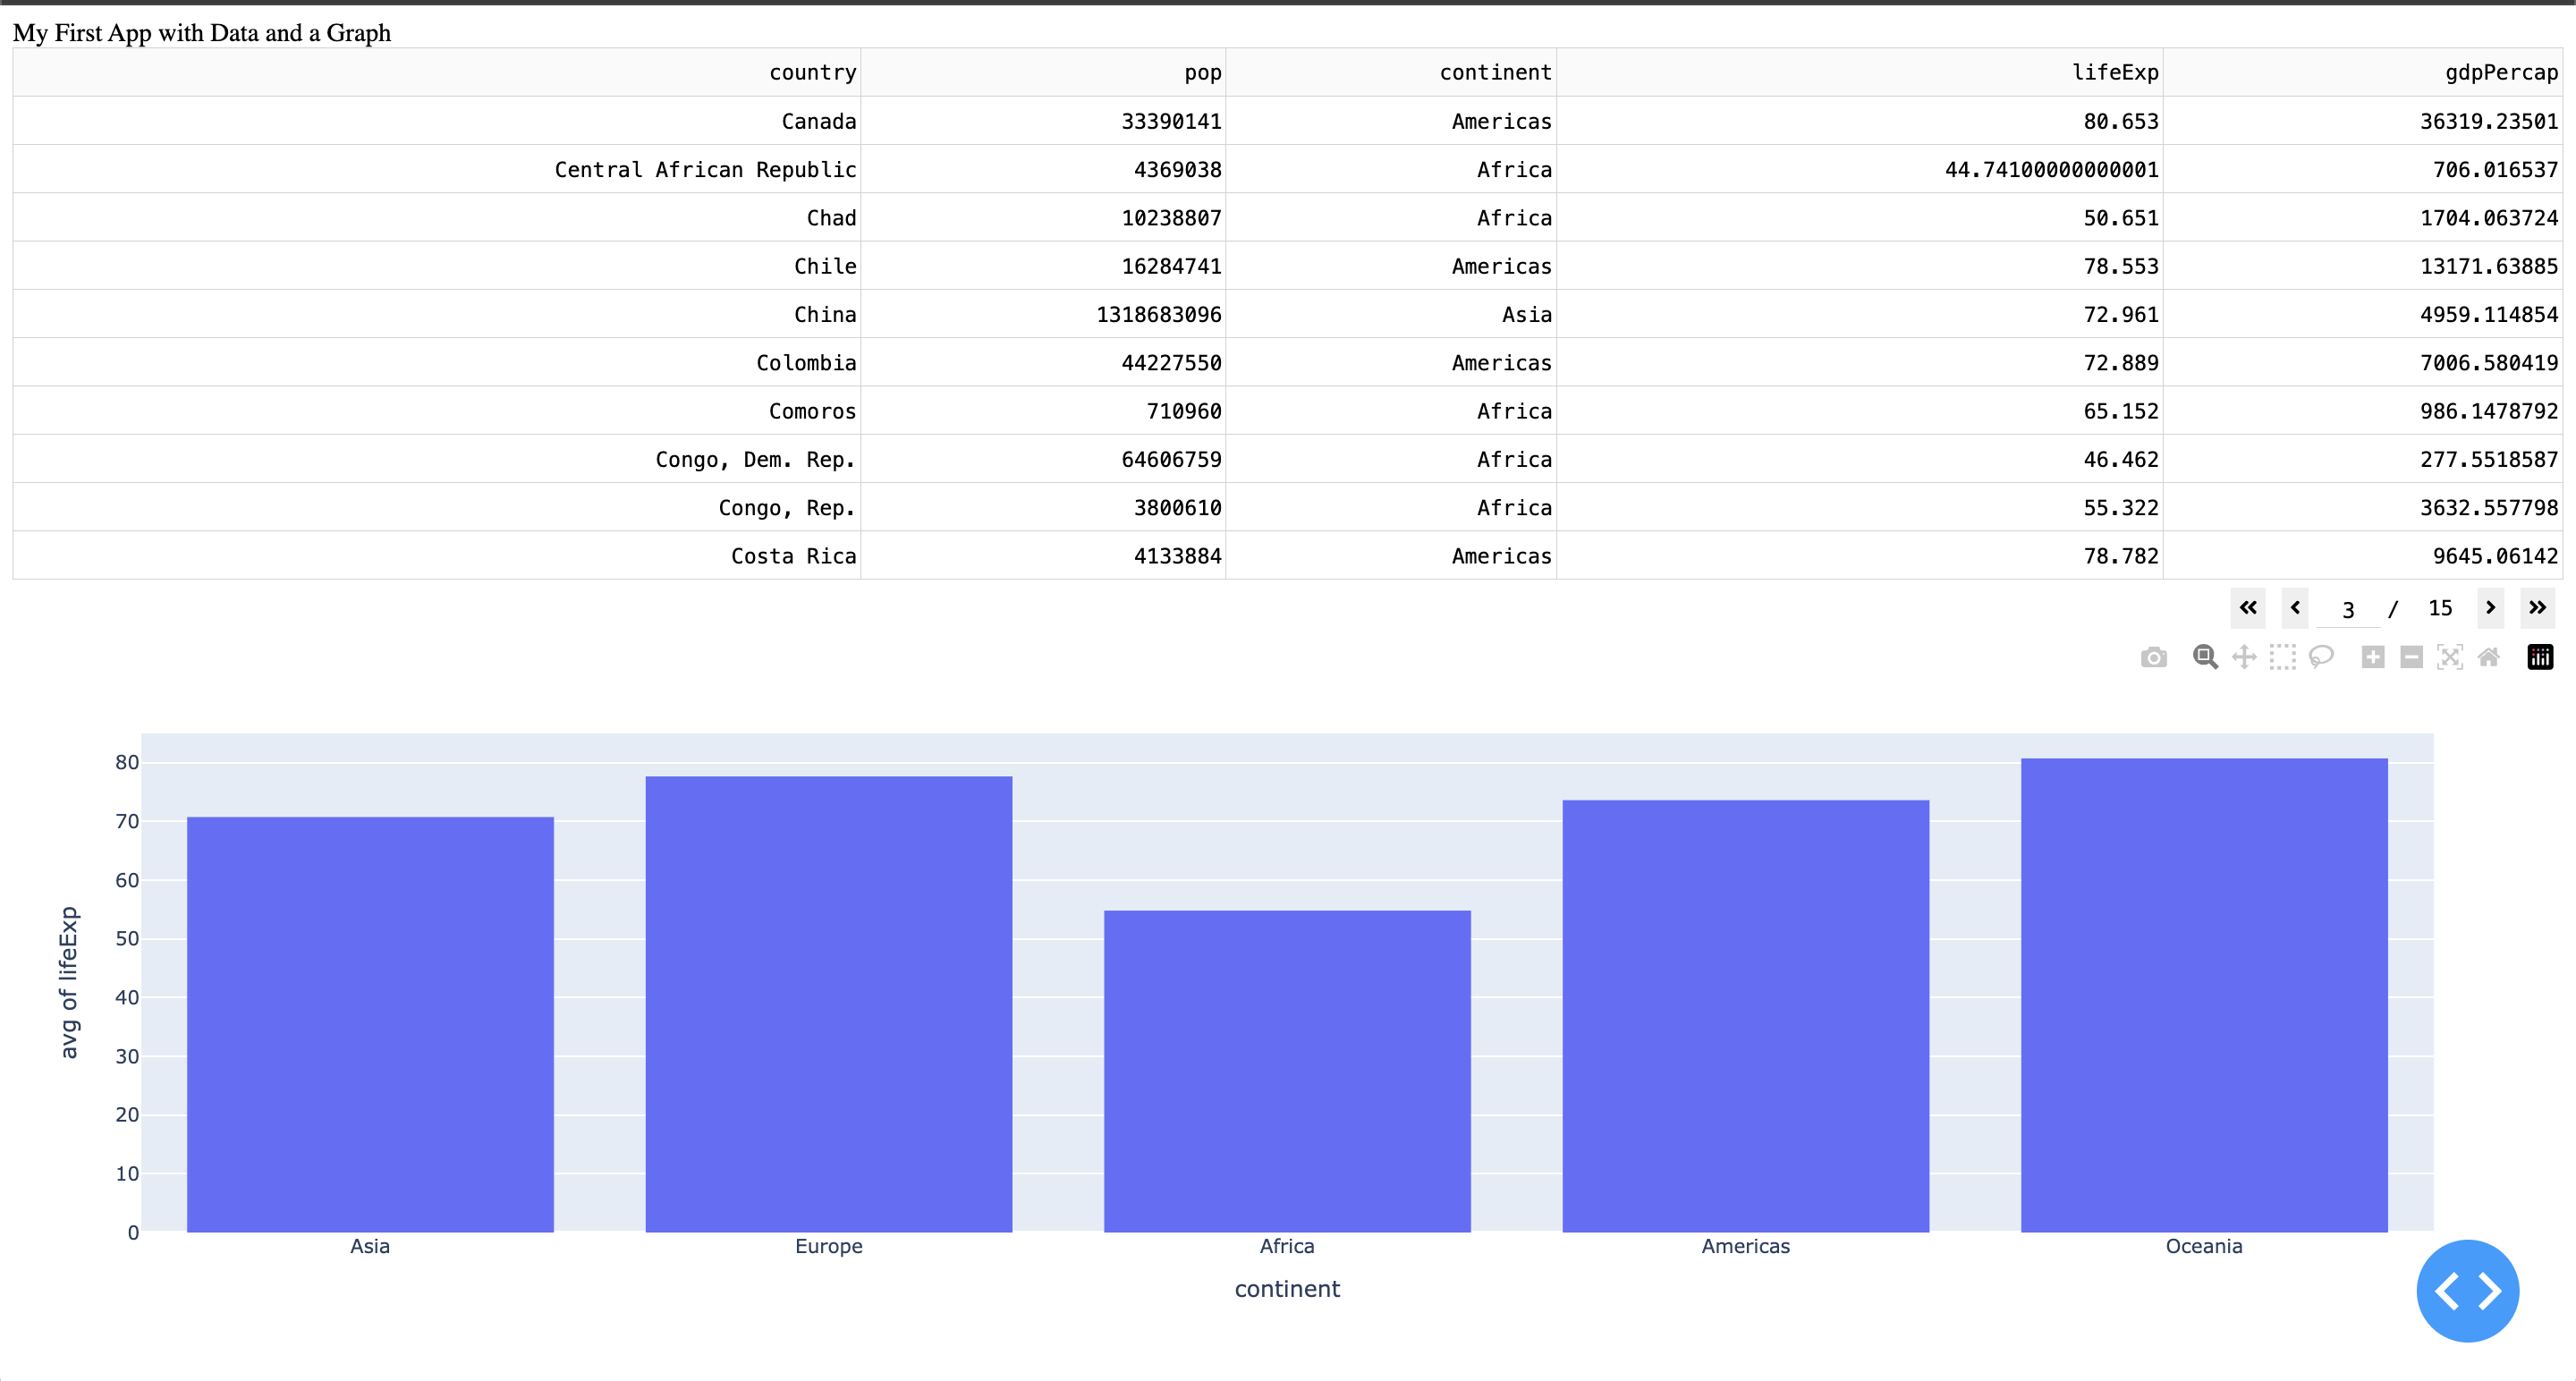 My First App with Data and a Graph
country pop continent lifeExp gdpPercap
Canada 33390141 Americas 80.653 36319.23501
Central African Republic 4369038 Africa 44.74100000000001 706.016537
Chad 10238807 Africa 50.651 1704.063724
Chile 16284741 Americas 78.553 13171.63885
China 1318683096 Asia 72.961 4959.114854
Colombia 44227550 Americas 72.889 7006.580419
Comoros 710960 Africa 65.152 986.1478792
Congo, Dem. Rep. 64606759 Africa 46.462 277.5518587
Congo, Rep. 3800610 Africa 55.322 3632.557798
Costa Rica 4133884 Americas 78.782 9645.06142
3 / 15
80
70
60
50
40
30
20
10
0
avg of lifeExp
Asia Europe Africa Americas Oceania
continent